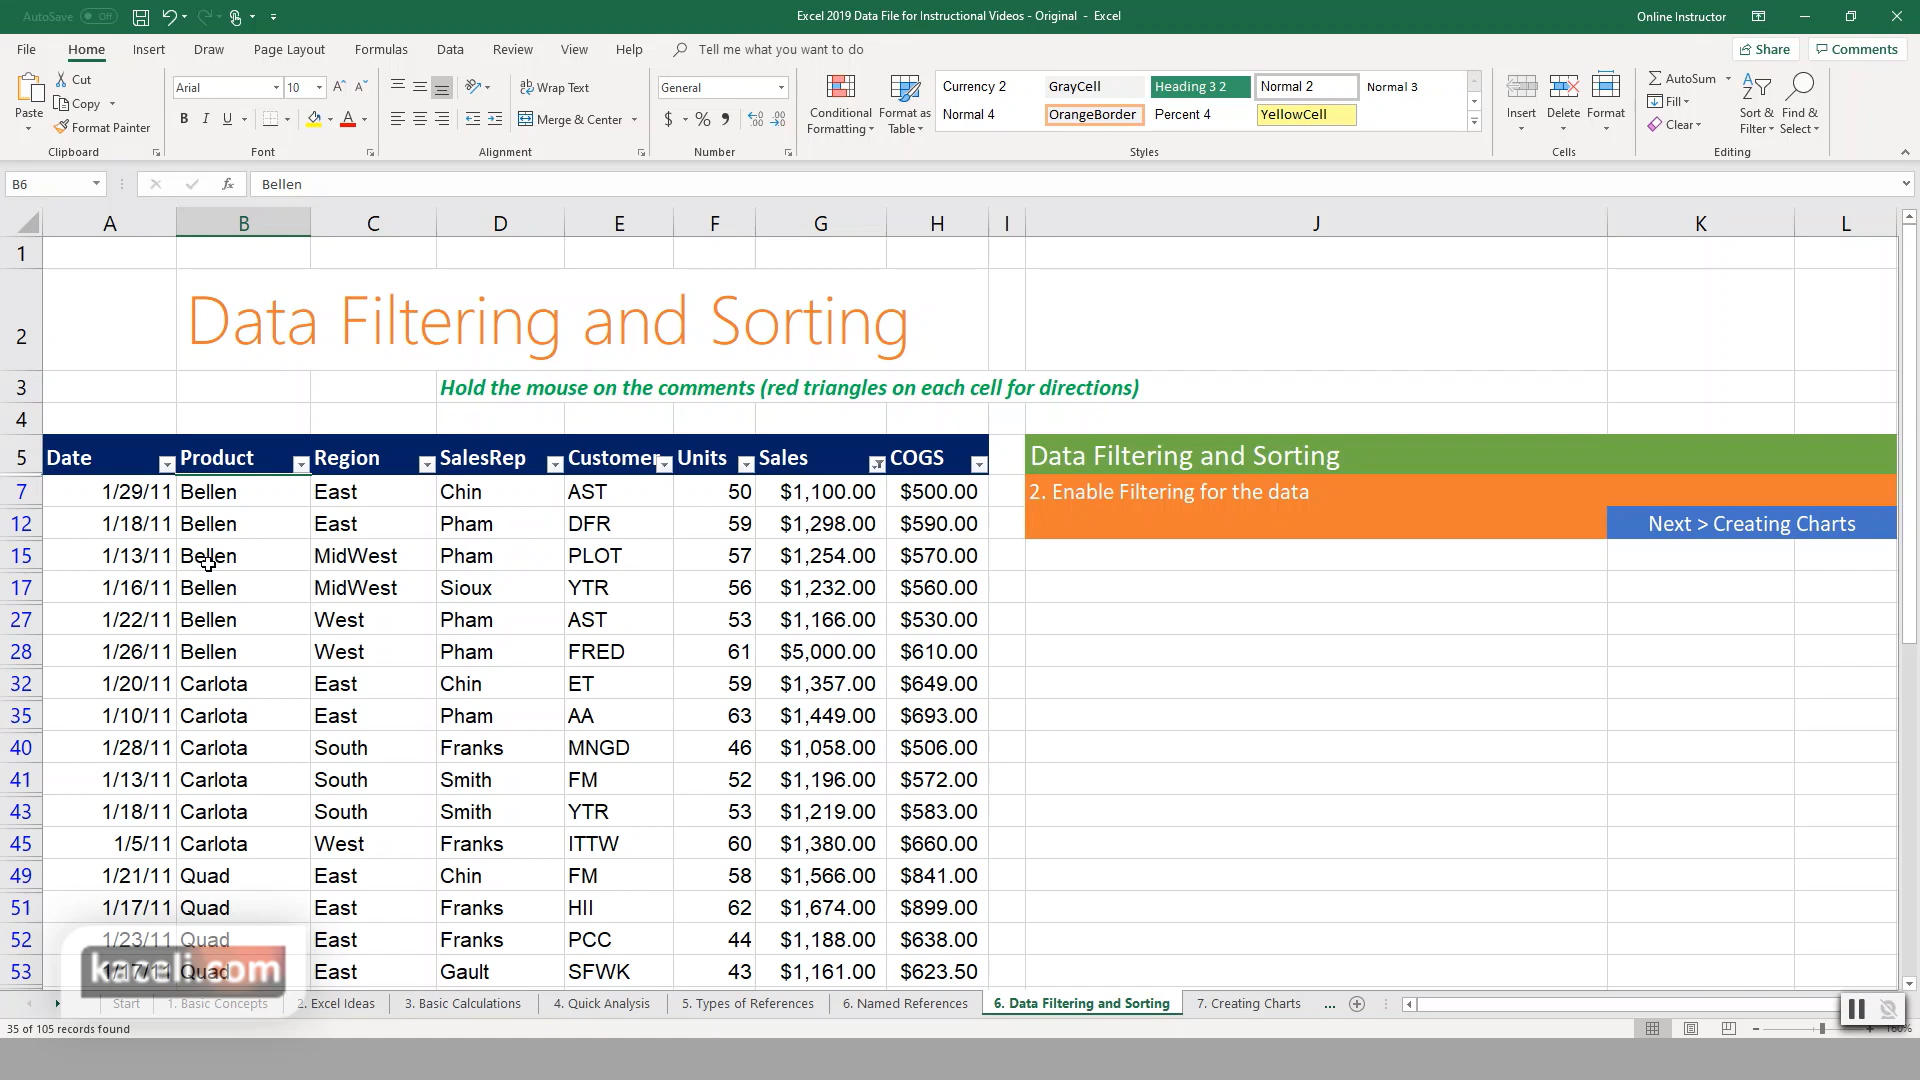 AutoSave Off
Excel 2019 Data File for Instructional Videos - Original - Excel
Online Instructor
File Home Insert Draw Page Layout Formulas Data Review View Help Tell me what you want to do Share Comments
Paste Cut Copy Format Painter Clipboard
Arial 10 B I U Font
Wrap Text Merge & Center Alignment
General $ % Number
Conditional Formatting Format as Table
Currency 2 GrayCell Heading 3 2 Normal 2 Normal 3
Normal 4 OrangeBorder Percent 4 YellowCell
Styles
Insert Delete Format Cells
AutoSum Fill Clear Sort & Filter Find & Select Editing
B6 fx Bellen
A B C D E F G H I J K L
1
2 Data Filtering and Sorting
3 Hold the mouse on the comments (red triangles on each cell for directions)
4
5 Date Product Region SalesRep Customer Units Sales COGS Data Filtering and Sorting
7 1/29/11 Bellen East Chin AST 50 $1,100.00 $500.00 2. Enable Filtering for the data
12 1/18/11 Bellen East Pham DFR 59 $1,298.00 $590.00 Next > Creating Charts
15 1/13/11 Bellen MidWest Pham PLOT 57 $1,254.00 $570.00
17 1/16/11 Bellen MidWest Sioux YTR 56 $1,232.00 $560.00
27 1/22/11 Bellen West Pham AST 53 $1,166.00 $530.00
28 1/26/11 Bellen West Pham FRED 61 $5,000.00 $610.00
32 1/20/11 Carlota East Chin ET 59 $1,357.00 $649.00
35 1/10/11 Carlota East Pham AA 63 $1,449.00 $693.00
40 1/28/11 Carlota South Franks MNGD 46 $1,058.00 $506.00
41 1/13/11 Carlota South Smith FM 52 $1,196.00 $572.00
43 1/18/11 Carlota South Smith YTR 53 $1,219.00 $583.00
45 1/5/11 Carlota West Franks ITTW 60 $1,380.00 $660.00
49 1/21/11 Quad East Chin FM 58 $1,566.00 $841.00
51 1/17/11 Quad East Franks HII 62 $1,674.00 $899.00
52 1/23/11 Quad East Franks PCC 44 $1,188.00 $638.00
53 1/17/11 Quad East Gault SFWK 43 $1,161.00 $623.50
kaceli.com
Start 1. Basic Concepts 2. Excel Ideas 3. Basic Calculations 4. Quick Analysis 5. Types of References 6. Named References 6. Data Filtering and Sorting 7. Creating Charts ...
35 of 105 records found
160%